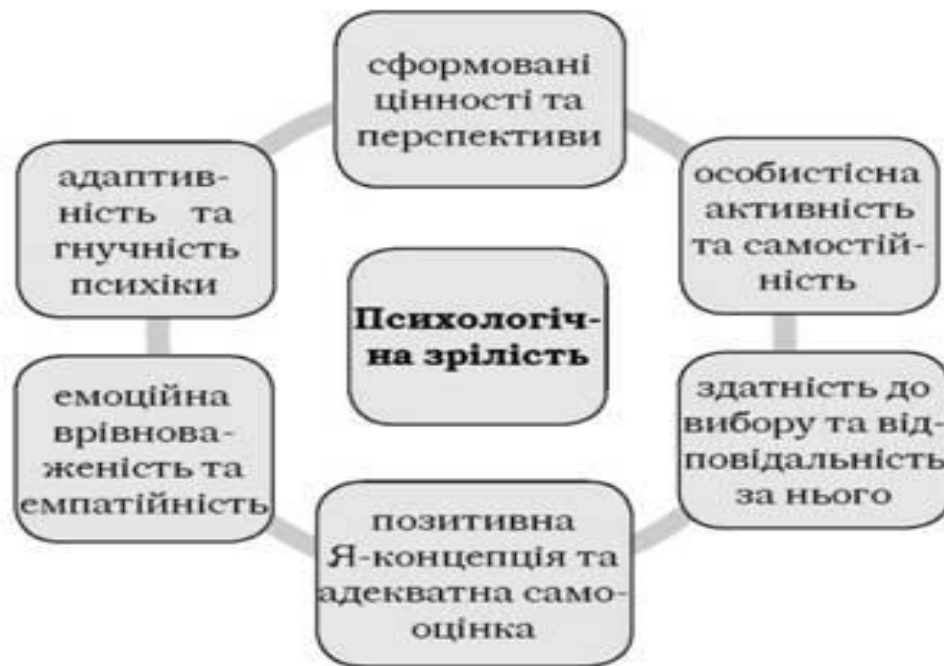 сформовані
цінності та
перспективи
особистісна
активність
та самостій-
ність
здатність до
вибору та від-
повідальність
за нього
позитивна
Я-концепція та
адекватна само-
оцінка
емоційна
врівнова-
женість та
емпатійність
адаптив-
ність та
гнучність
психіки
Психологіч-
на зрілість